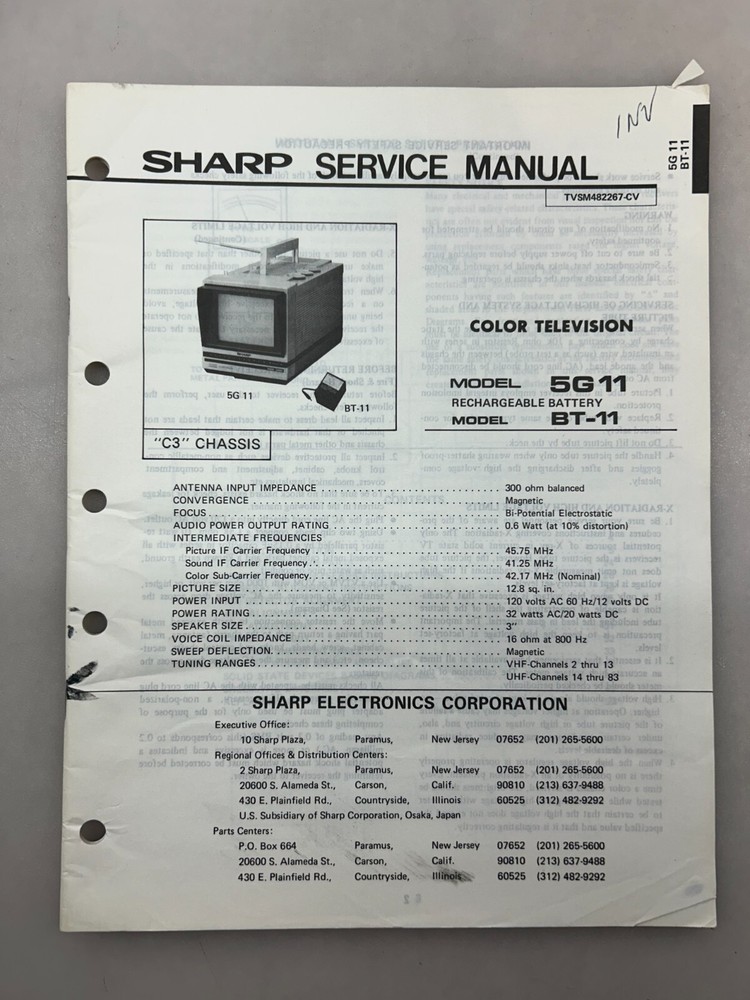 INV
5G 11
BT-11
SHARP SERVICE MANUAL
TVSM482267-CV
5G 11
BT-11
"C3" CHASSIS
COLOR TELEVISION
MODEL 5G11
RECHARGEABLE BATTERY
MODEL BT-11
ANTENNA INPUT IMPEDANCE . . . . . . . . . . . . . . . . . . . . 300 ohm balanced
CONVERGENCE . . . . . . . . . . . . . . . . . . . . Magnetic
FOCUS . . . . . . . . . . . . . . . . . . . . Bi-Potential Electrostatic
AUDIO POWER OUTPUT RATING . . . . . . . . . . . . . . . . . . . . 0.6 Watt (at 10% distortion)
INTERMEDIATE FREQUENCIES
Picture IF Carrier Frequency . . . . . . . . . . . . . . . . . . . . 45.75 MHz
Sound IF Carrier Frequency . . . . . . . . . . . . . . . . . . . . 41.25 MHz
Color Sub-Carrier Frequency . . . . . . . . . . . . . . . . . . . . 42.17 MHz (Nominal)
PICTURE SIZE . . . . . . . . . . . . . . . . . . . . 12.8 sq. in.
POWER INPUT . . . . . . . . . . . . . . . . . . . . 120 volts AC 60 Hz/12 volts DC
POWER RATING . . . . . . . . . . . . . . . . . . . . 32 watts AC/20 watts DC
SPEAKER SIZE . . . . . . . . . . . . . . . . . . . . 3"
VOICE COIL IMPEDANCE . . . . . . . . . . . . . . . . . . . . 16 ohm at 800 Hz
SWEEP DEFLECTION . . . . . . . . . . . . . . . . . . . . Magnetic
TUNING RANGES . . . . . . . . . . . . . . . . . . . . VHF-Channels 2 thru 13
UHF-Channels 14 thru 83
SHARP ELECTRONICS CORPORATION
Executive Office:
10 Sharp Plaza, Paramus, New Jersey 07652 (201) 265-5600
Regional Offices & Distribution Centers:
2 Sharp Plaza, Paramus, New Jersey 07652 (201) 265-5600
20600 S. Alameda St., Carson, Calif. 90810 (213) 637-9488
430 E. Plainfield Rd., Countryside, Illinois 60525 (312) 482-9292
U.S. Subsidiary of Sharp Corporation, Osaka, Japan
Parts Centers:
P.O. Box 664 Paramus, New Jersey 07652 (201) 265-5600
20600 S. Alameda St., Carson, Calif. 90810 (213) 637-9488
430 E. Plainfield Rd., Countryside, Illinois 60525 (312) 482-9292